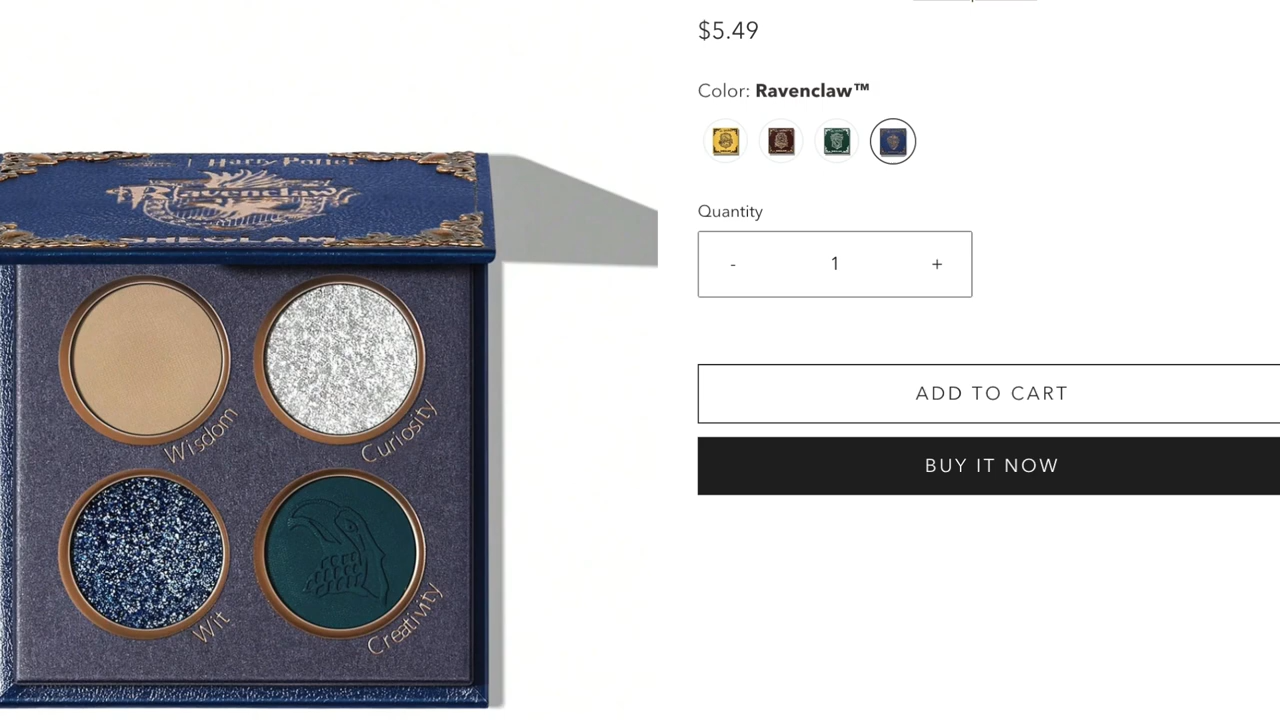 Harry Potter
Ravenclaw
SHEGLAM
Wisdom
Curiosity
Wit
Creativity
$5.49
Color: Ravenclaw™
Quantity
- 1 +
ADD TO CART
BUY IT NOW